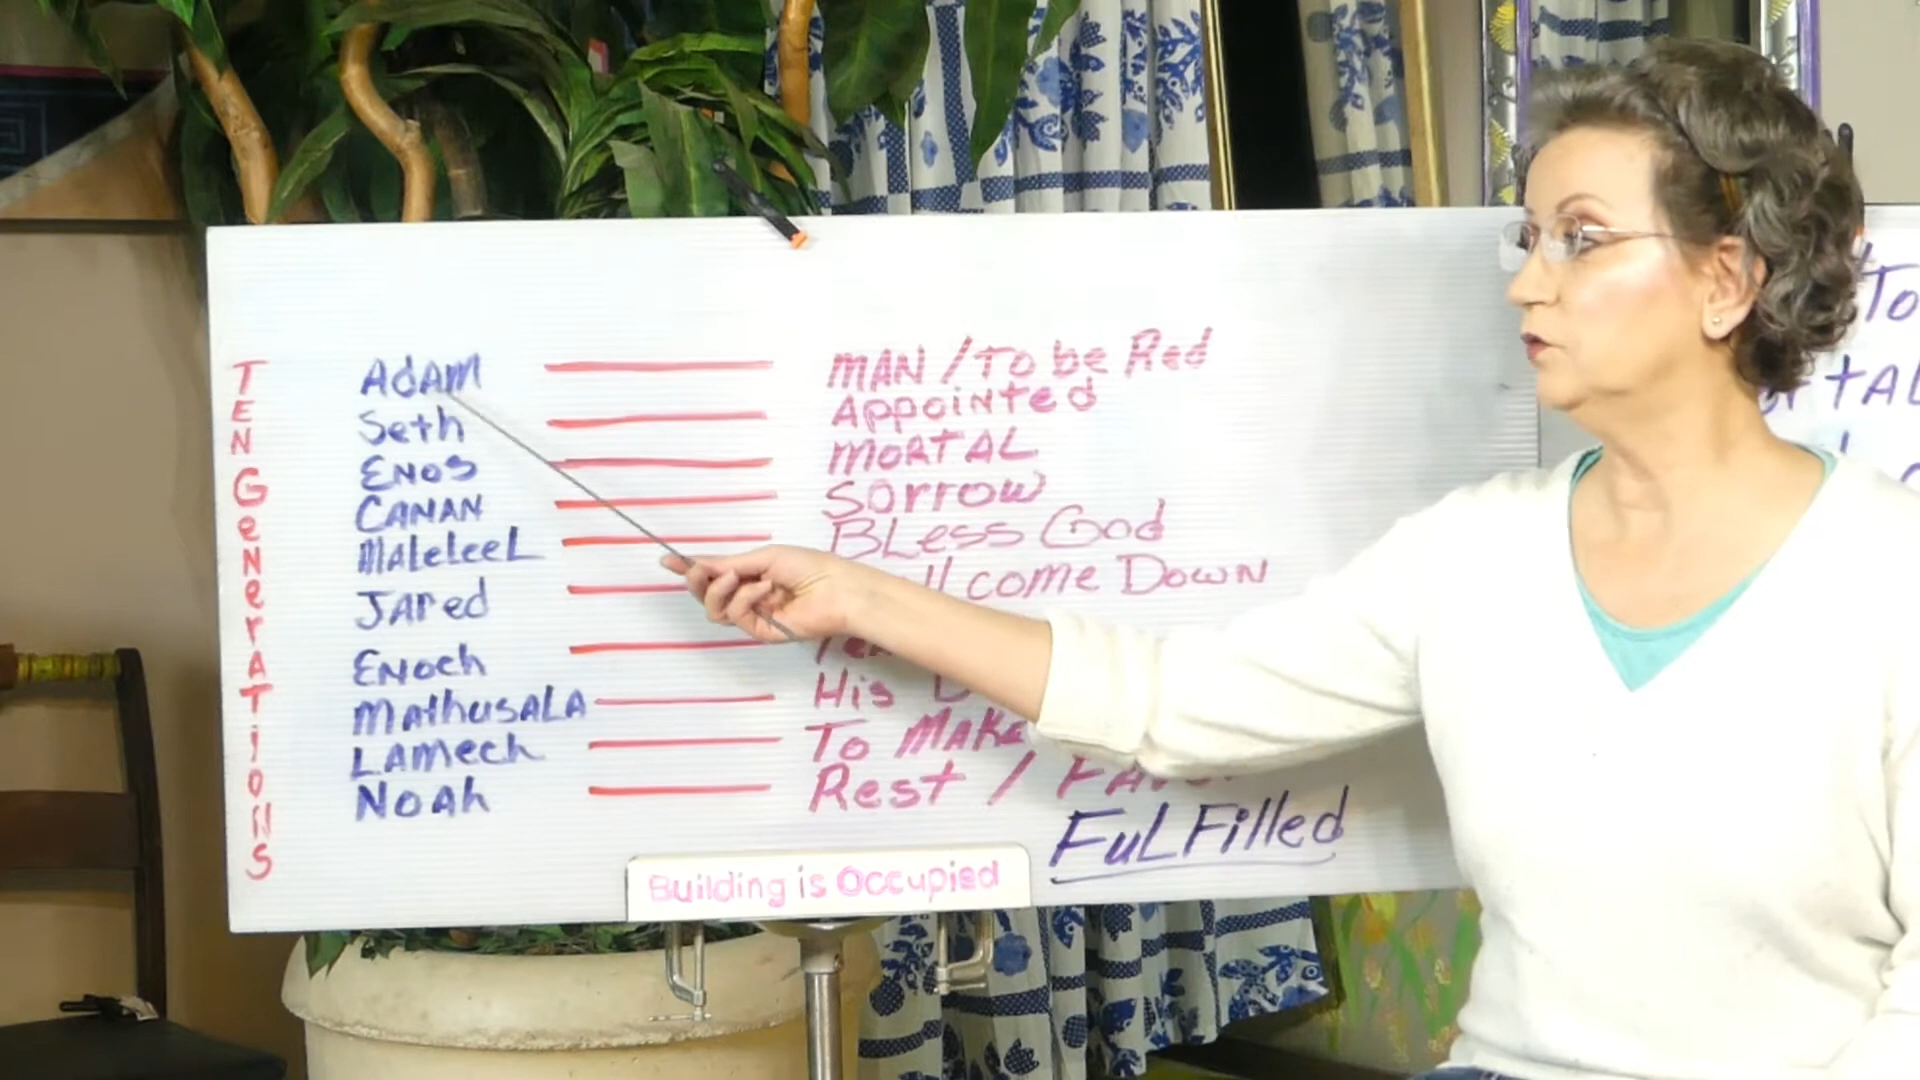 TEN GENERATIONS
ADAM MAN / To be Red
Seth Appointed
ENOS MORTAL
CANAN Sorrow
MALeLeeL BLess God
JAred come DOWN
ENoch
MAthusALA His
LAmech To MAKe
NOAh Rest /
FuLFilled
Building is Occupied
To